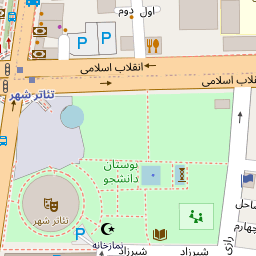 اول
دوم
P
P
انقلاب اسلامی
انقلاب اسلامی
تئاتر شهر
بوستان
دانشجو
تئاتر شهر
P
نمازخانه
شیرزاد
شیرزاد
رازی
ساحل
چهارم